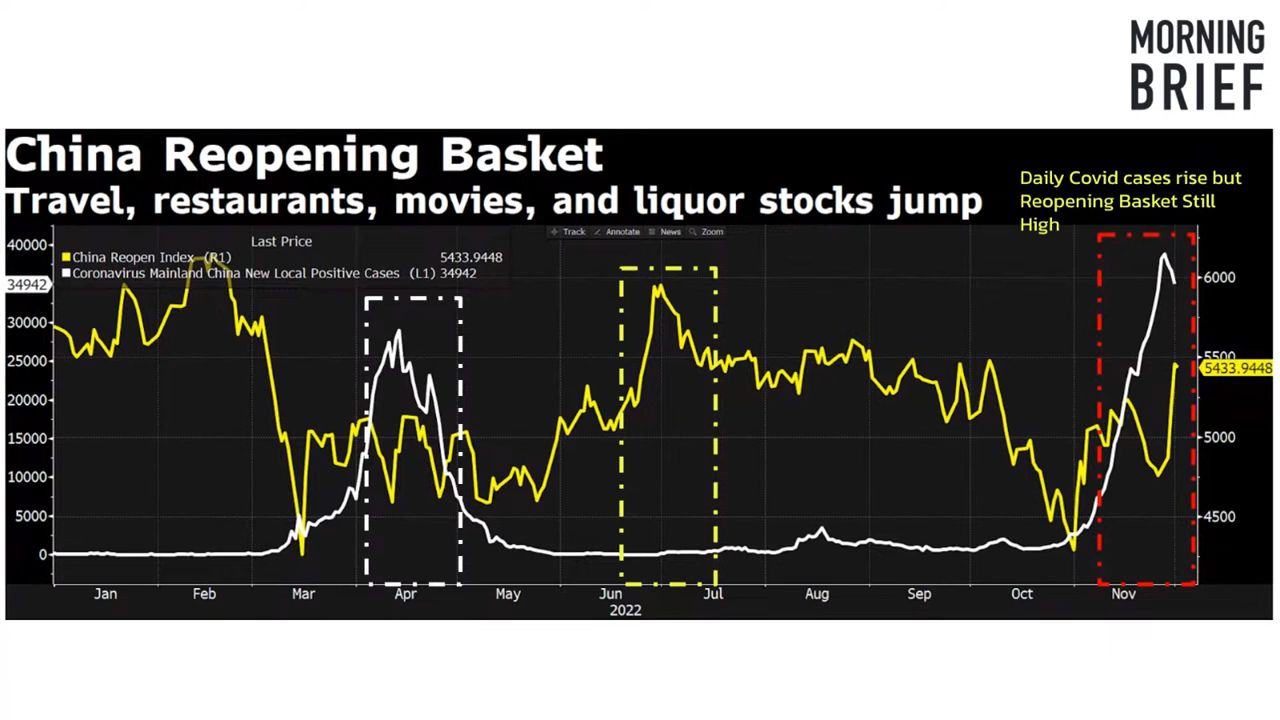 MORNING
BRIEF
China Reopening Basket
Travel, restaurants, movies, and liquor stocks jump
Daily Covid cases rise but
Reopening Basket Still
High
Track Annotate News Zoom
Last Price
China Reopen Index (R1) 5433.9448
Coronavirus Mainland China New Local Positive Cases (L1) 34942
40000
34942
30000
25000
20000
15000
10000
5000
0
6000
5500
5433.9448
5000
4500
Jan Feb Mar Apr May Jun Jul Aug Sep Oct Nov
2022